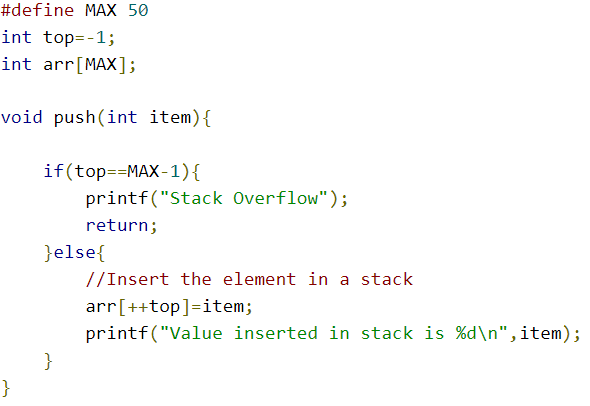 #define MAX 50
int top=-1;
int arr[MAX];
void push(int item){
if(top==MAX-1){
printf("Stack Overflow");
return;
}else{
//Insert the element in a stack
arr[++top]=item;
printf("Value inserted in stack is %d\n",item);
}
}